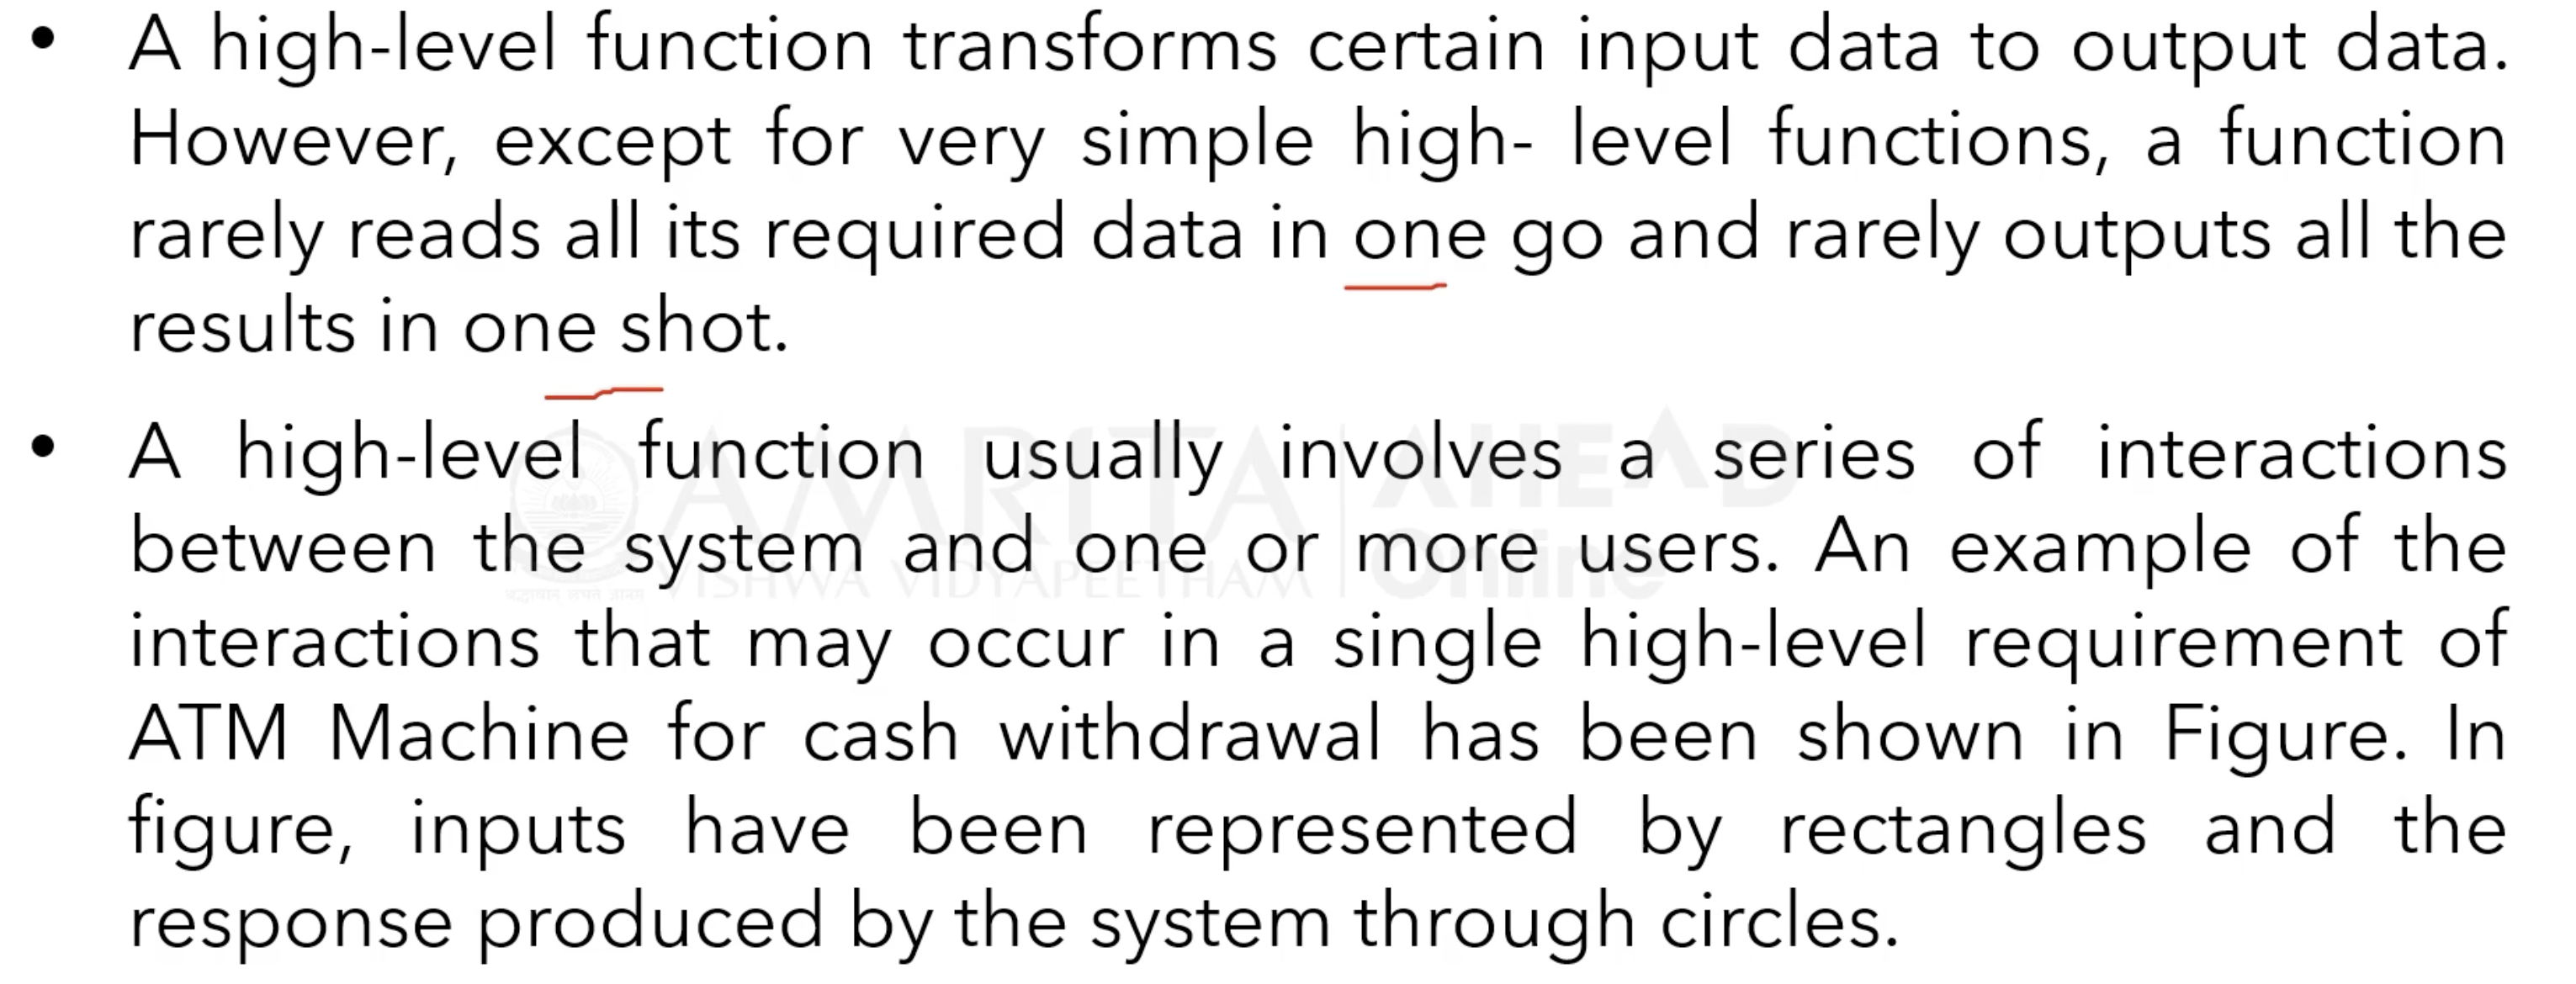 • A high-level function transforms certain input data to output data.
However, except for very simple high- level functions, a function
rarely reads all its required data in one go and rarely outputs all the
results in one shot.
• A high-level function usually involves a series of interactions
between the system and one or more users. An example of the
interactions that may occur in a single high-level requirement of
ATM Machine for cash withdrawal has been shown in Figure. In
figure, inputs have been represented by rectangles and the
response produced by the system through circles.
AMRITA
VISHWA VIDYAPEETHAM
AHEAD
Online